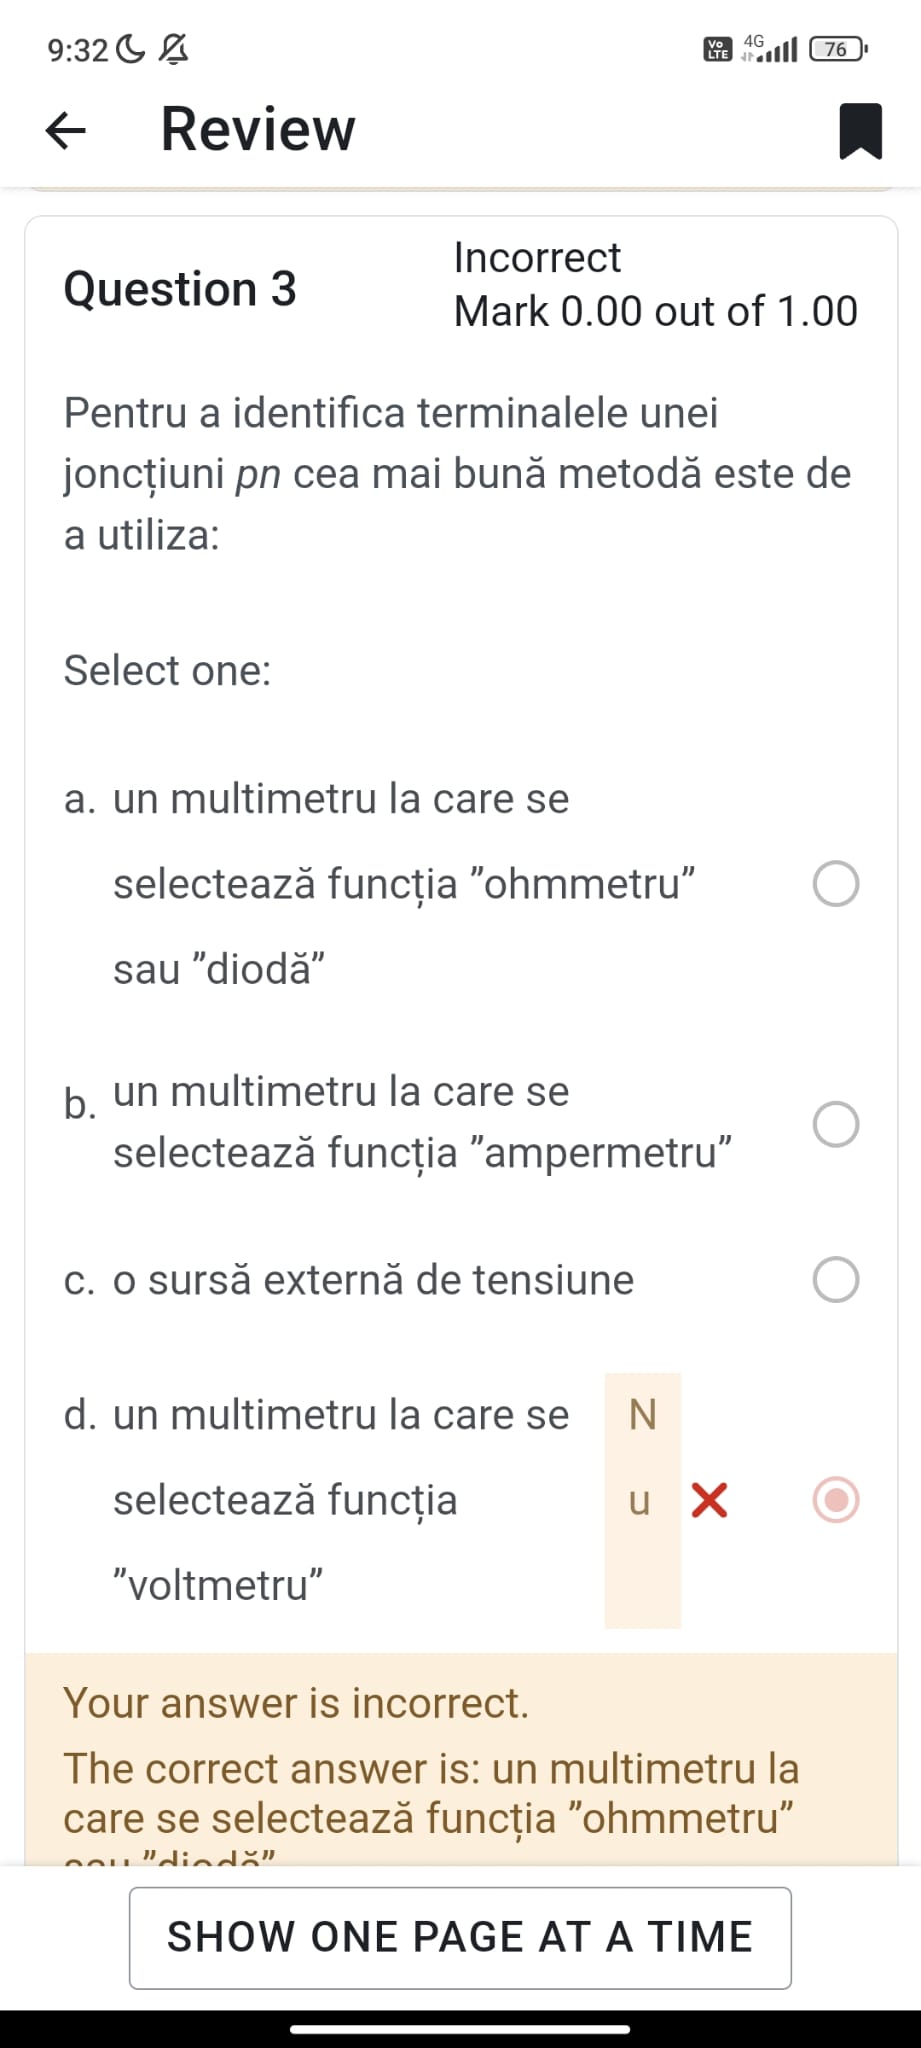 9:32
Vo LTE 4G 76
Review
Question 3
Incorrect
Mark 0.00 out of 1.00
Pentru a identifica terminalele unei
joncțiuni pn cea mai bună metodă este de
a utiliza:
Select one:
a. un multimetru la care se
selectează funcția ”ohmmetru”
sau ”diodă”
b. un multimetru la care se
selectează funcția ”ampermetru”
c. o sursă externă de tensiune
d. un multimetru la care se
selectează funcția
”voltmetru”
N
u
Your answer is incorrect.
The correct answer is: un multimetru la
care se selectează funcția ”ohmmetru”
sau ”diodă”
SHOW ONE PAGE AT A TIME